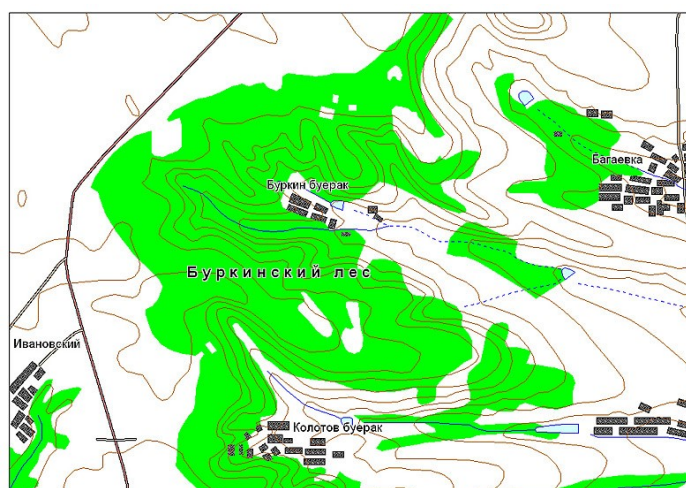 Багаевка
Буркин буерак
Буркинский лес
Ивановский
Колотов буерак